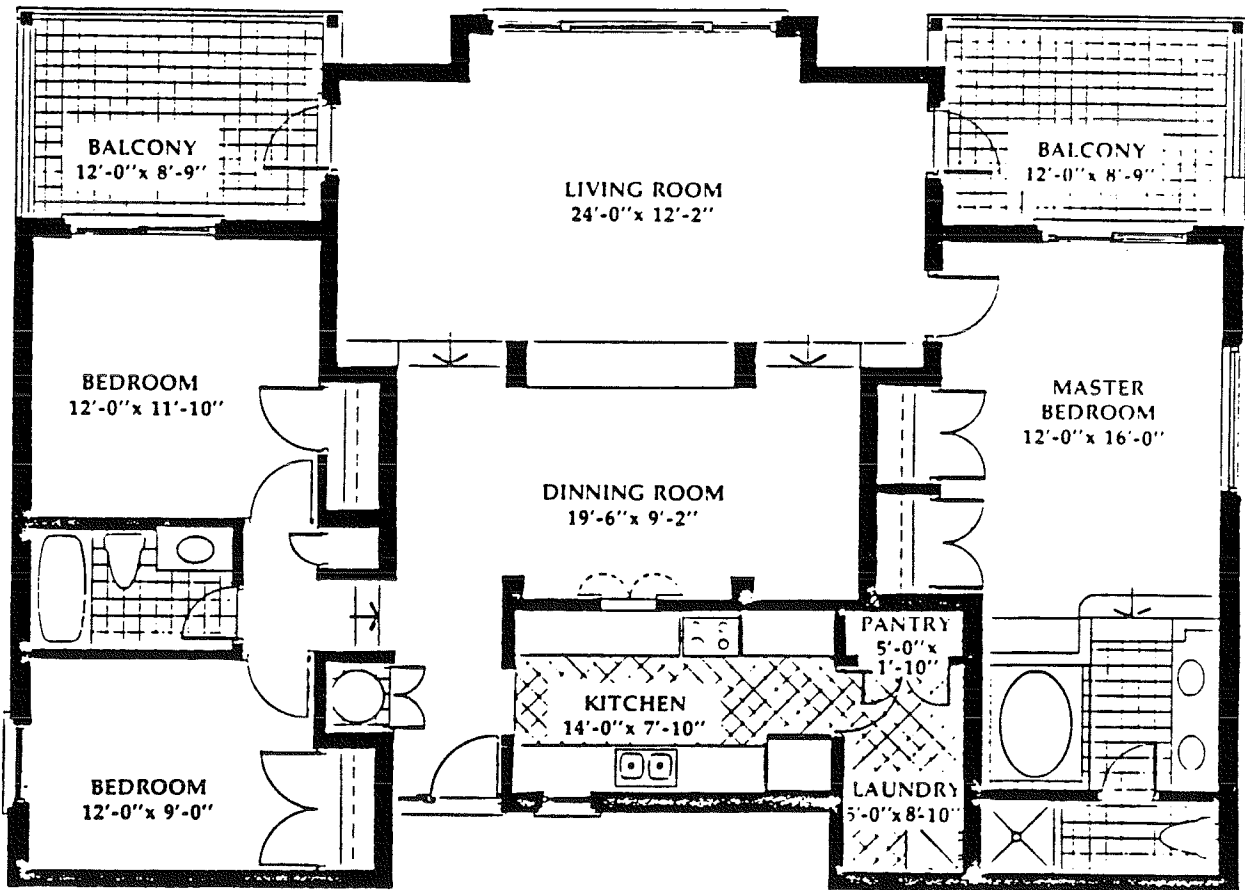 BALCONY
12'-0"x 8'-9"
LIVING ROOM
24'-0"x 12'-2"
BALCONY
12'-0"x 8'-9"
BEDROOM
12'-0"x 11'-10"
MASTER
BEDROOM
12'-0"x 16'-0"
DINNING ROOM
19'-6"x 9'-2"
PANTRY
5'-0"x
1'-10"
KITCHEN
14'-0"x 7'-10"
BEDROOM
12'-0"x 9'-0"
LAUNDRY
5'-0"x 8'-10"